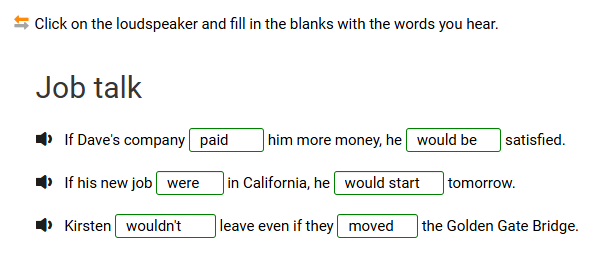 Click on the loudspeaker and fill in the blanks with the words you hear.
Job talk
If Dave's company paid him more money, he would be satisfied.
If his new job were in California, he would start tomorrow.
Kirsten wouldn't leave even if they moved the Golden Gate Bridge.